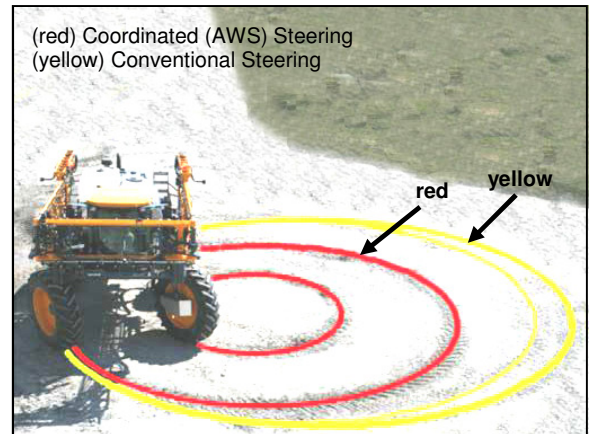 (red) Coordinated (AWS) Steering
(yellow) Conventional Steering
yellow
red